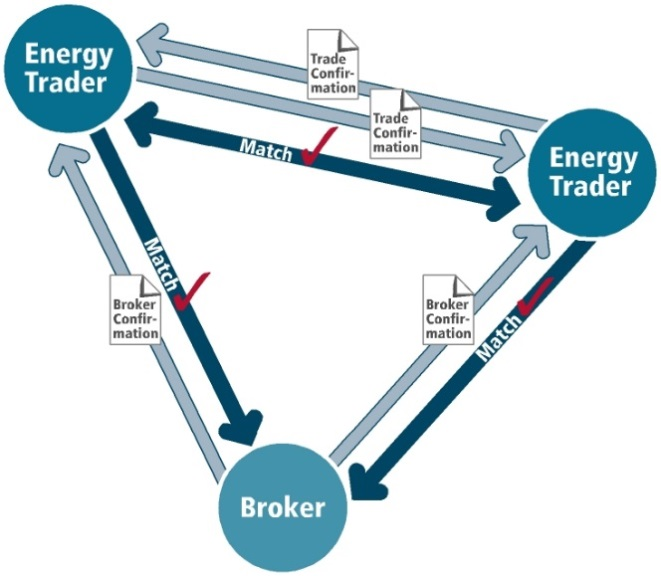 Energy
Trader
Trade
Confir-
mation
Trade
Confir-
mation
Match
Energy
Trader
Match
Broker
Confir-
mation
Broker
Confir-
mation
Match
Broker